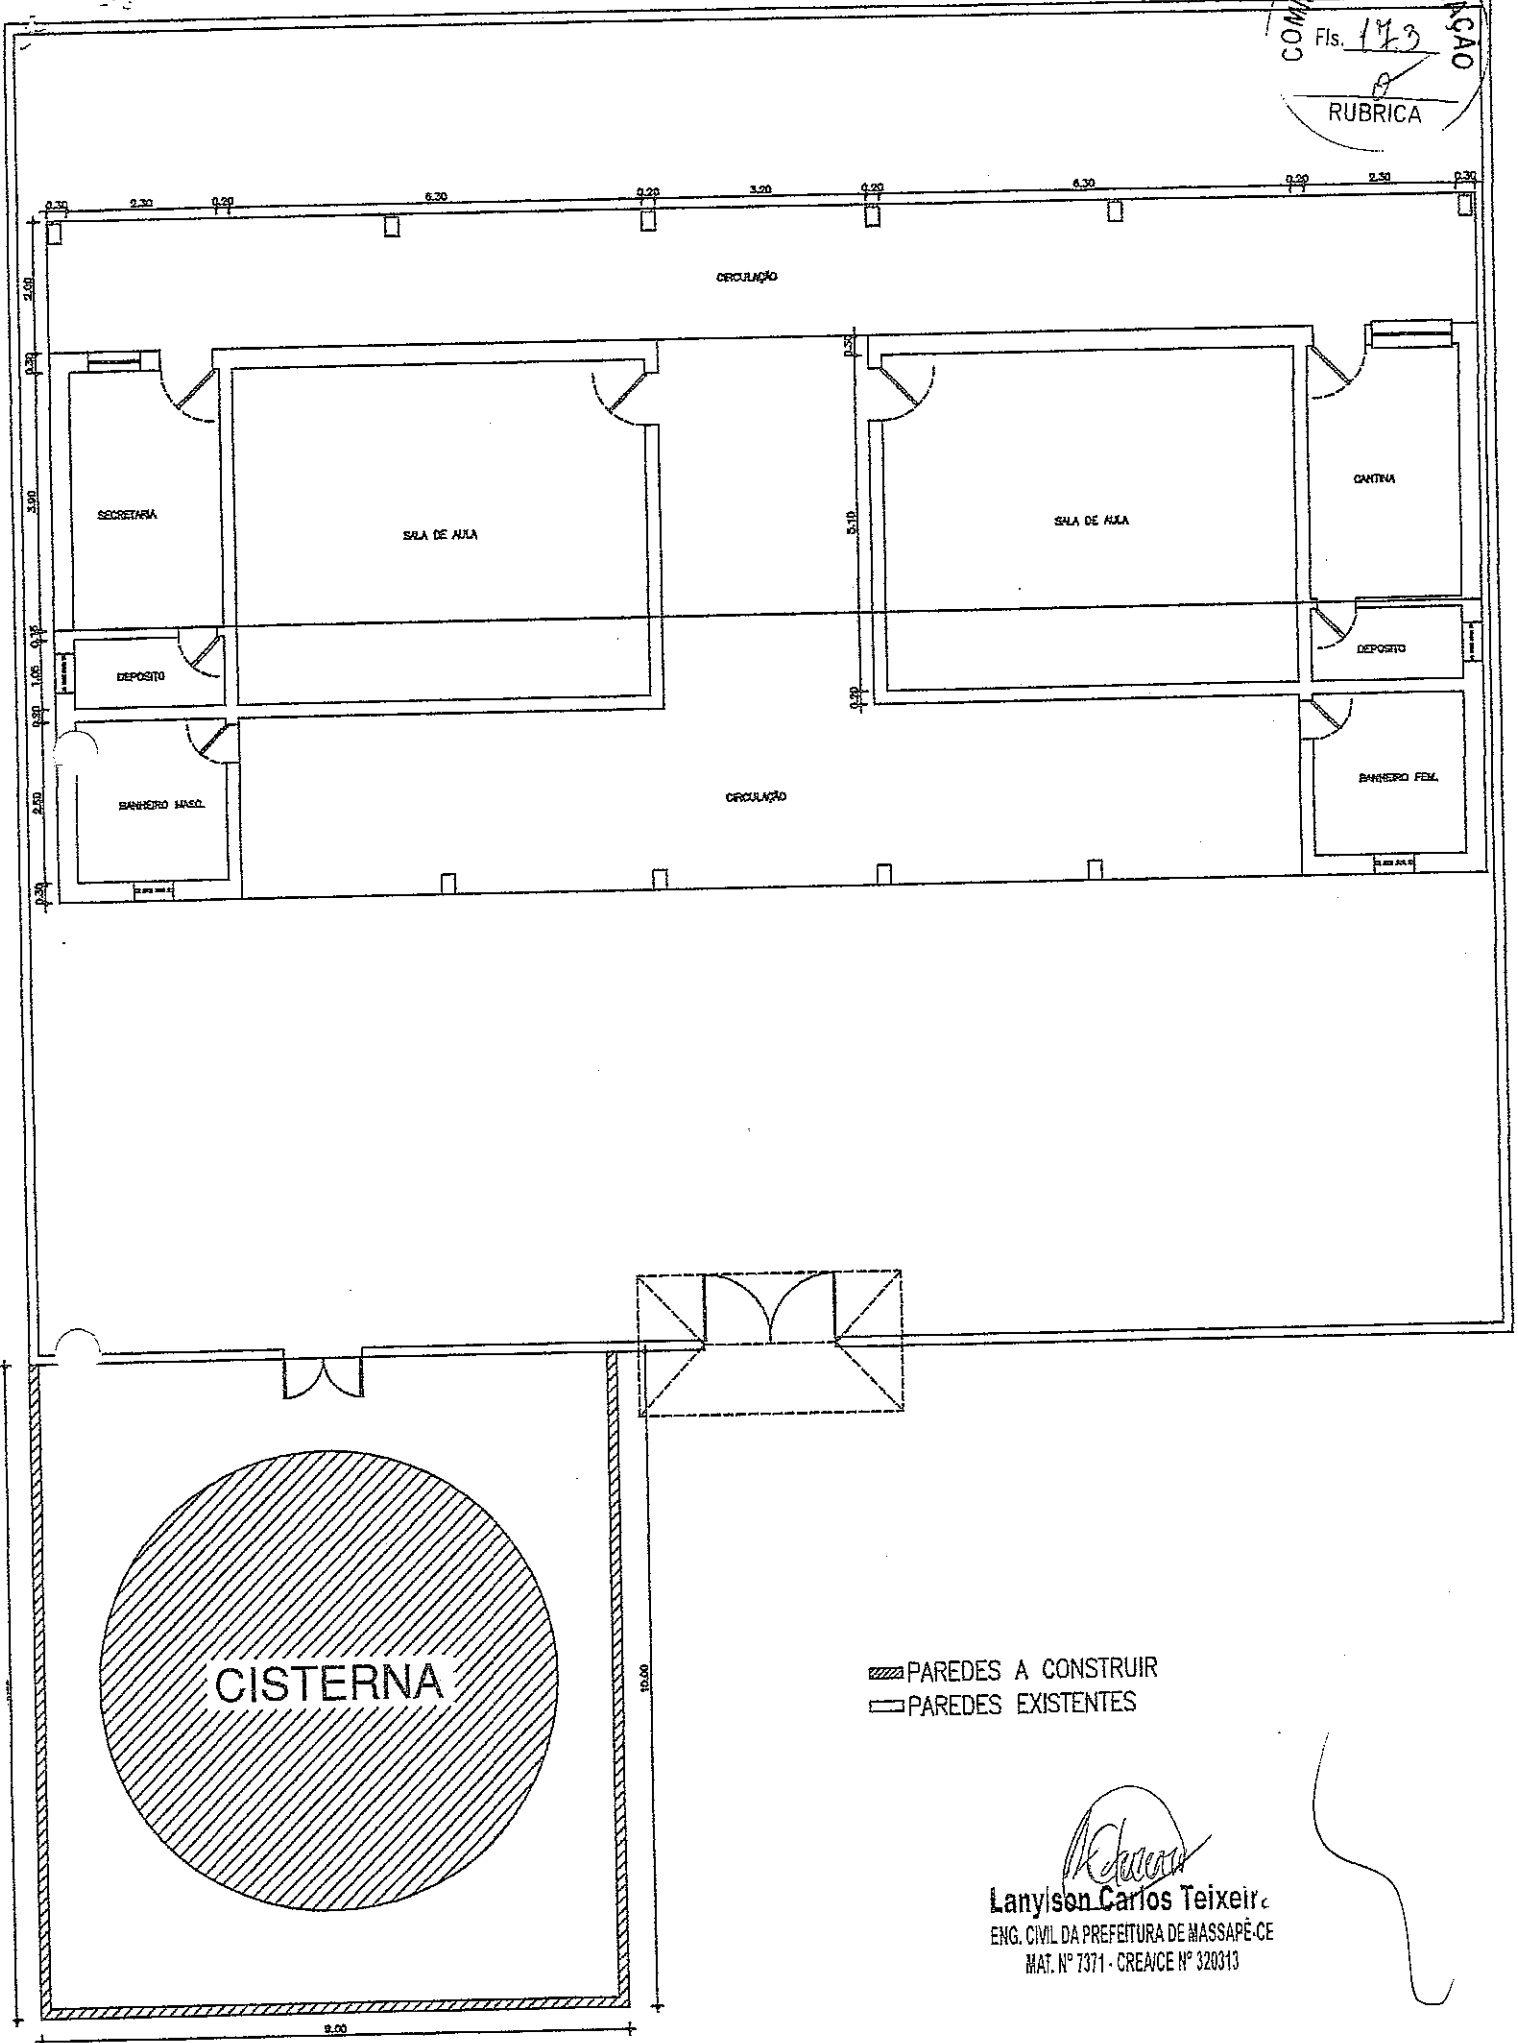 Fls. 173
AÇÃO
RUBRICA
0.30 2.30 0.20 6.30 0.20 3.20 0.20 6.30 0.20 2.30 0.30
2.00
CIRCULAÇÃO
0.30
0.30
3.90
SECRETARIA
SALA DE AULA
5.10
SALA DE AULA
CANTINA
0.15
1.05
DEPOSITO
DEPOSITO
0.20
0.20
2.50
BANHEIRO MASC.
CIRCULAÇÃO
BANHEIRO FEM.
0.30
CISTERNA
10.00
9.00
PAREDES A CONSTRUIR
PAREDES EXISTENTES
Lanylson Carlos Teixeir
ENG. CIVIL DA PREFEITURA DE MASSAPÊ-CE
MAT. N° 7371 - CREA/CE N° 320313